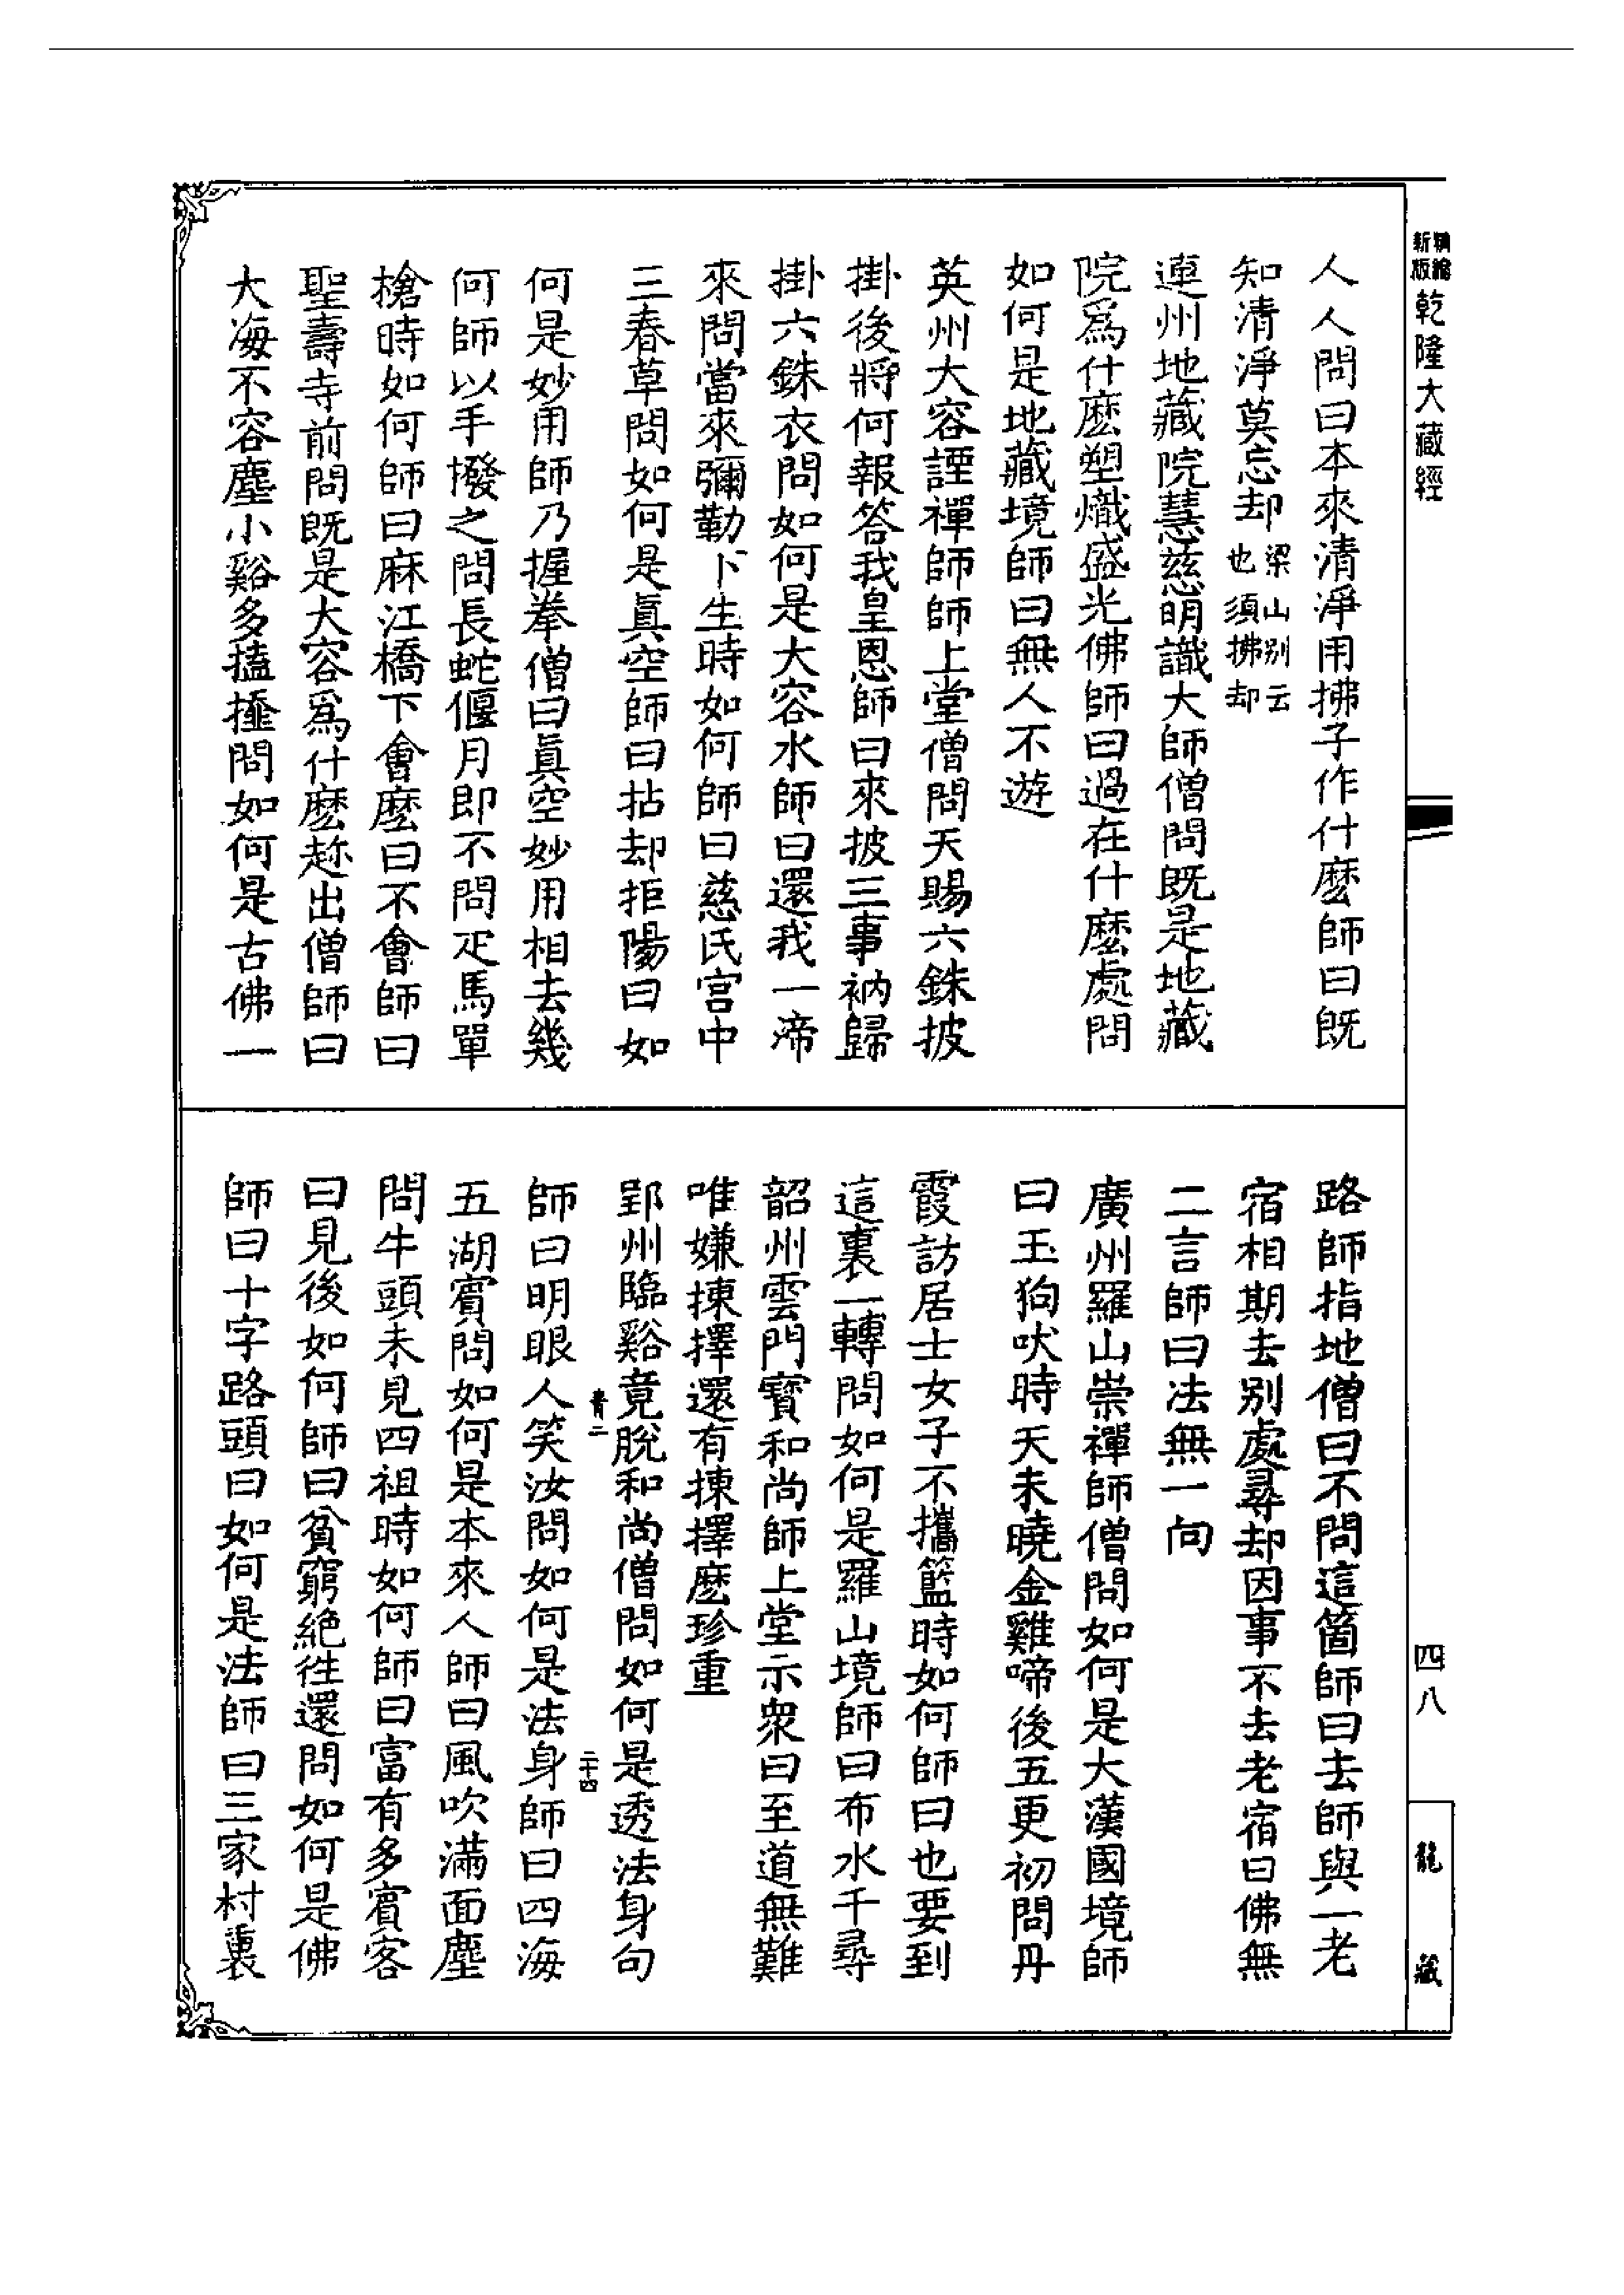 精縮新版乾隆大藏經
四八
龍藏
人人問曰本來清淨用拂子作什麽師曰旣
知清淨莫忘却梁山别云也須拂却
連州地藏院慧慈明識大師僧問旣是地藏
院爲什麽塑熾盛光佛師曰過在什麽處問
如何是地藏境師曰無人不遊
英州大容諲禪師師上堂僧問天賜六銖披
掛後將何報答我皇恩師曰來披三事衲歸
掛六銖衣問如何是大容水師曰還我一滴
來問當來彌勒下生時如何師曰慈氏宫中
三春草問如何是眞空師曰拈却拒陽曰如
何是妙用師乃握拳僧曰眞空妙用相去幾
何師以手撥之問長蛇偃月即不問疋馬單
槍時如何師曰麻江橋下會麽曰不會師曰
聖壽寺前問旣是大容爲什麽趂出僧師曰
大海不容塵小谿多搕𢶍問如何是古佛一
路師指地僧曰不問這箇師曰去師與一老
宿相期去别處尋却因事不去老宿曰佛無
二言師曰法無一向
廣州羅山崇禪師僧問如何是大漢國境師
曰玉狗吠時天未曉金雞啼後五更初問丹
霞訪居士女子不攜籃時如何師曰也要到
這裏一轉問如何是羅山境師曰布水千尋
韶州雲門寳和尚師上堂示衆曰至道無難
唯嫌揀擇還有揀擇麽珍重
郢州臨谿竟脫和尚僧問如何是透法身句
青二
二十四
師曰明眼人笑汝問如何是法身師曰四海
五湖賓問如何是本來人師曰風吹滿面塵
問牛頭未見四祖時如何師曰富有多賓客
曰見後如何師曰貧窮絶徃還問如何是佛
師曰十字路頭曰如何是法師曰三家村裏